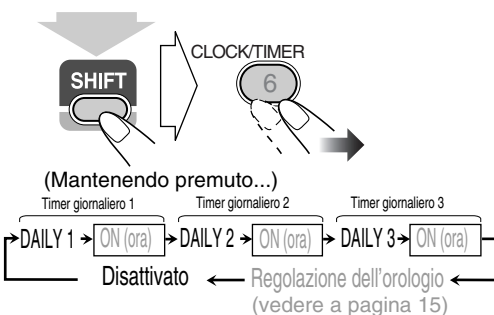 CLOCK/TIMER
SHIFT
6
(Mantenendo premuto...)
Timer giornaliero 1 Timer giornaliero 2 Timer giornaliero 3
DAILY 1 ON (ora) DAILY 2 ON (ora) DAILY 3 ON (ora)
Disattivato Regolazione dell'orologio
(vedere a pagina 15)